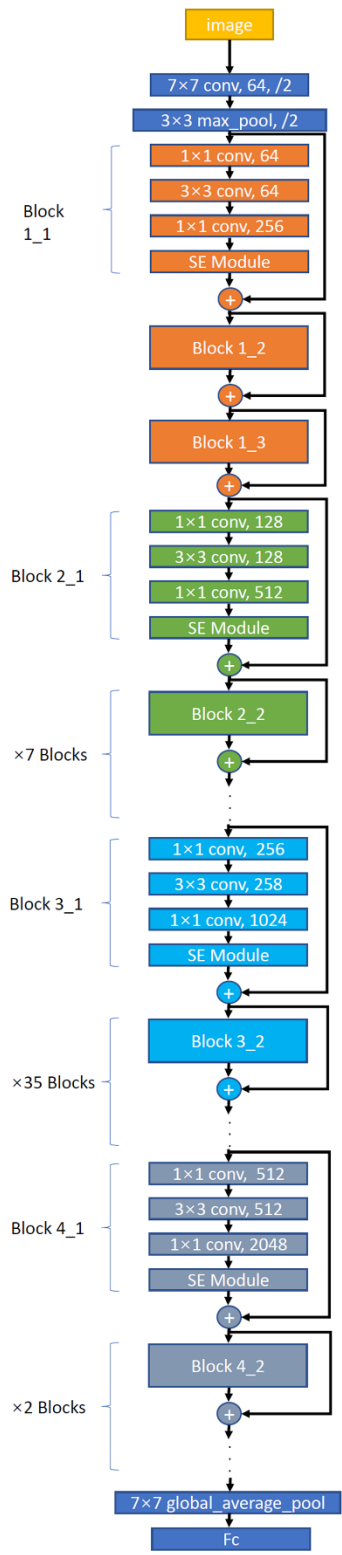 image
7×7 conv, 64, /2
3×3 max_pool, /2
Block
1_1
1×1 conv, 64
3×3 conv, 64
1×1 conv, 256
SE Module
+
Block 1_2
+
Block 1_3
+
Block 2_1
1×1 conv, 128
3×3 conv, 128
1×1 conv, 512
SE Module
+
×7 Blocks
Block 2_2
+
Block 3_1
1×1 conv, 256
3×3 conv, 258
1×1 conv, 1024
SE Module
+
×35 Blocks
Block 3_2
+
Block 4_1
1×1 conv, 512
3×3 conv, 512
1×1 conv, 2048
SE Module
+
×2 Blocks
Block 4_2
+
7×7 global_average_pool
Fc